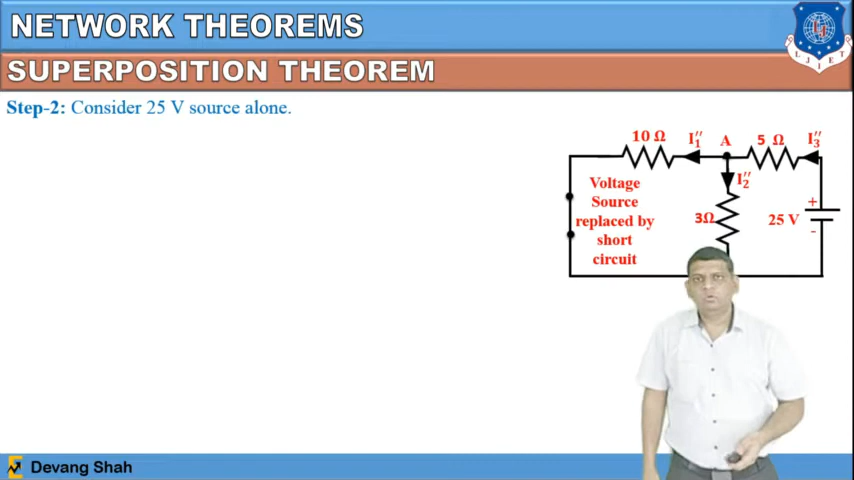 NETWORK THEOREMS
SUPERPOSITION THEOREM
LJIET
Step-2: Consider 25 V source alone.
10 Ω
I₁′′
A
5 Ω
I₃′′
I₂′′
Voltage
Source
replaced by
short
circuit
3Ω
+
25 V
-
Devang Shah